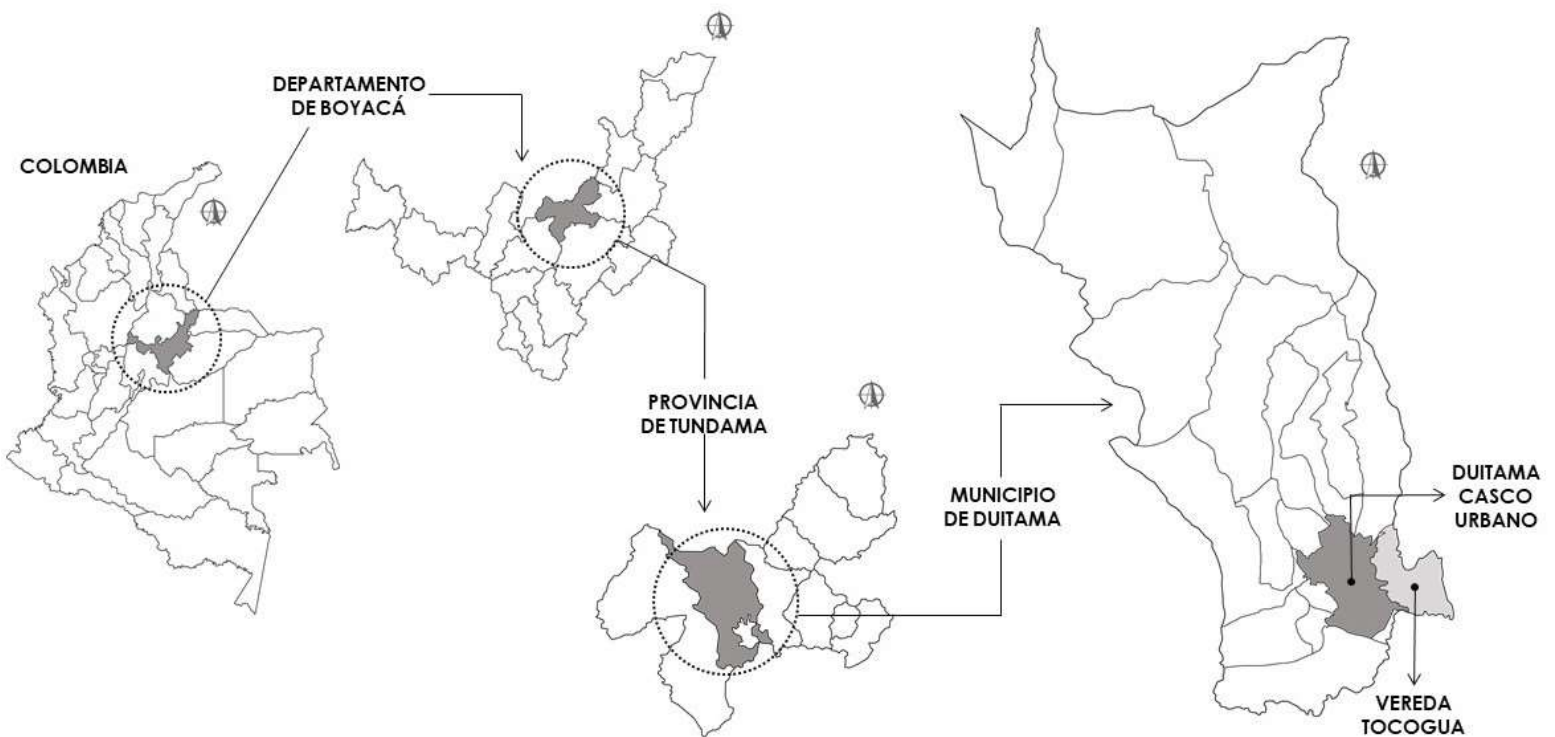 COLOMBIA
DEPARTAMENTO
DE BOYACÁ
PROVINCIA
DE TUNDAMA
MUNICIPIO
DE DUITAMA
DUITAMA
CASCO
URBANO
VEREDA
TOCOGUA